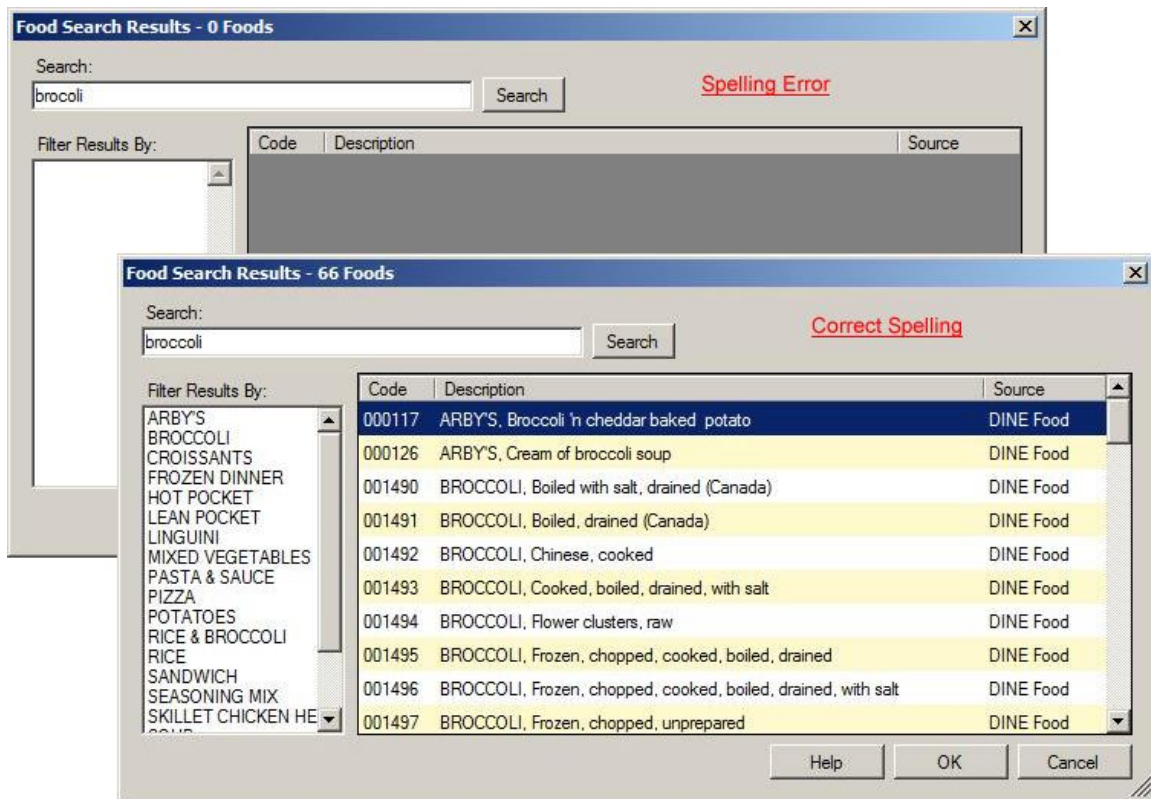 Food Search Results - 0 Foods
Search:
brocoli
Search
Spelling Error
Filter Results By:
Code Description Source
Food Search Results - 66 Foods
Search:
broccoli
Search
Correct Spelling
Filter Results By:
ARBY'S
BROCCOLI
CROISSANTS
FROZEN DINNER
HOT POCKET
LEAN POCKET
LINGUINI
MIXED VEGETABLES
PASTA & SAUCE
PIZZA
POTATOES
RICE & BROCCOLI
RICE
SANDWICH
SEASONING MIX
SKILLET CHICKEN HE
Code Description Source
000117 ARBY'S, Broccoli 'n cheddar baked potato DINE Food
000126 ARBY'S, Cream of broccoli soup DINE Food
001490 BROCCOLI, Boiled with salt, drained (Canada) DINE Food
001491 BROCCOLI, Boiled, drained (Canada) DINE Food
001492 BROCCOLI, Chinese, cooked DINE Food
001493 BROCCOLI, Cooked, boiled, drained, with salt DINE Food
001494 BROCCOLI, Flower clusters, raw DINE Food
001495 BROCCOLI, Frozen, chopped, cooked, boiled, drained DINE Food
001496 BROCCOLI, Frozen, chopped, cooked, boiled, drained, with salt DINE Food
001497 BROCCOLI, Frozen, chopped, unprepared DINE Food
Help OK Cancel